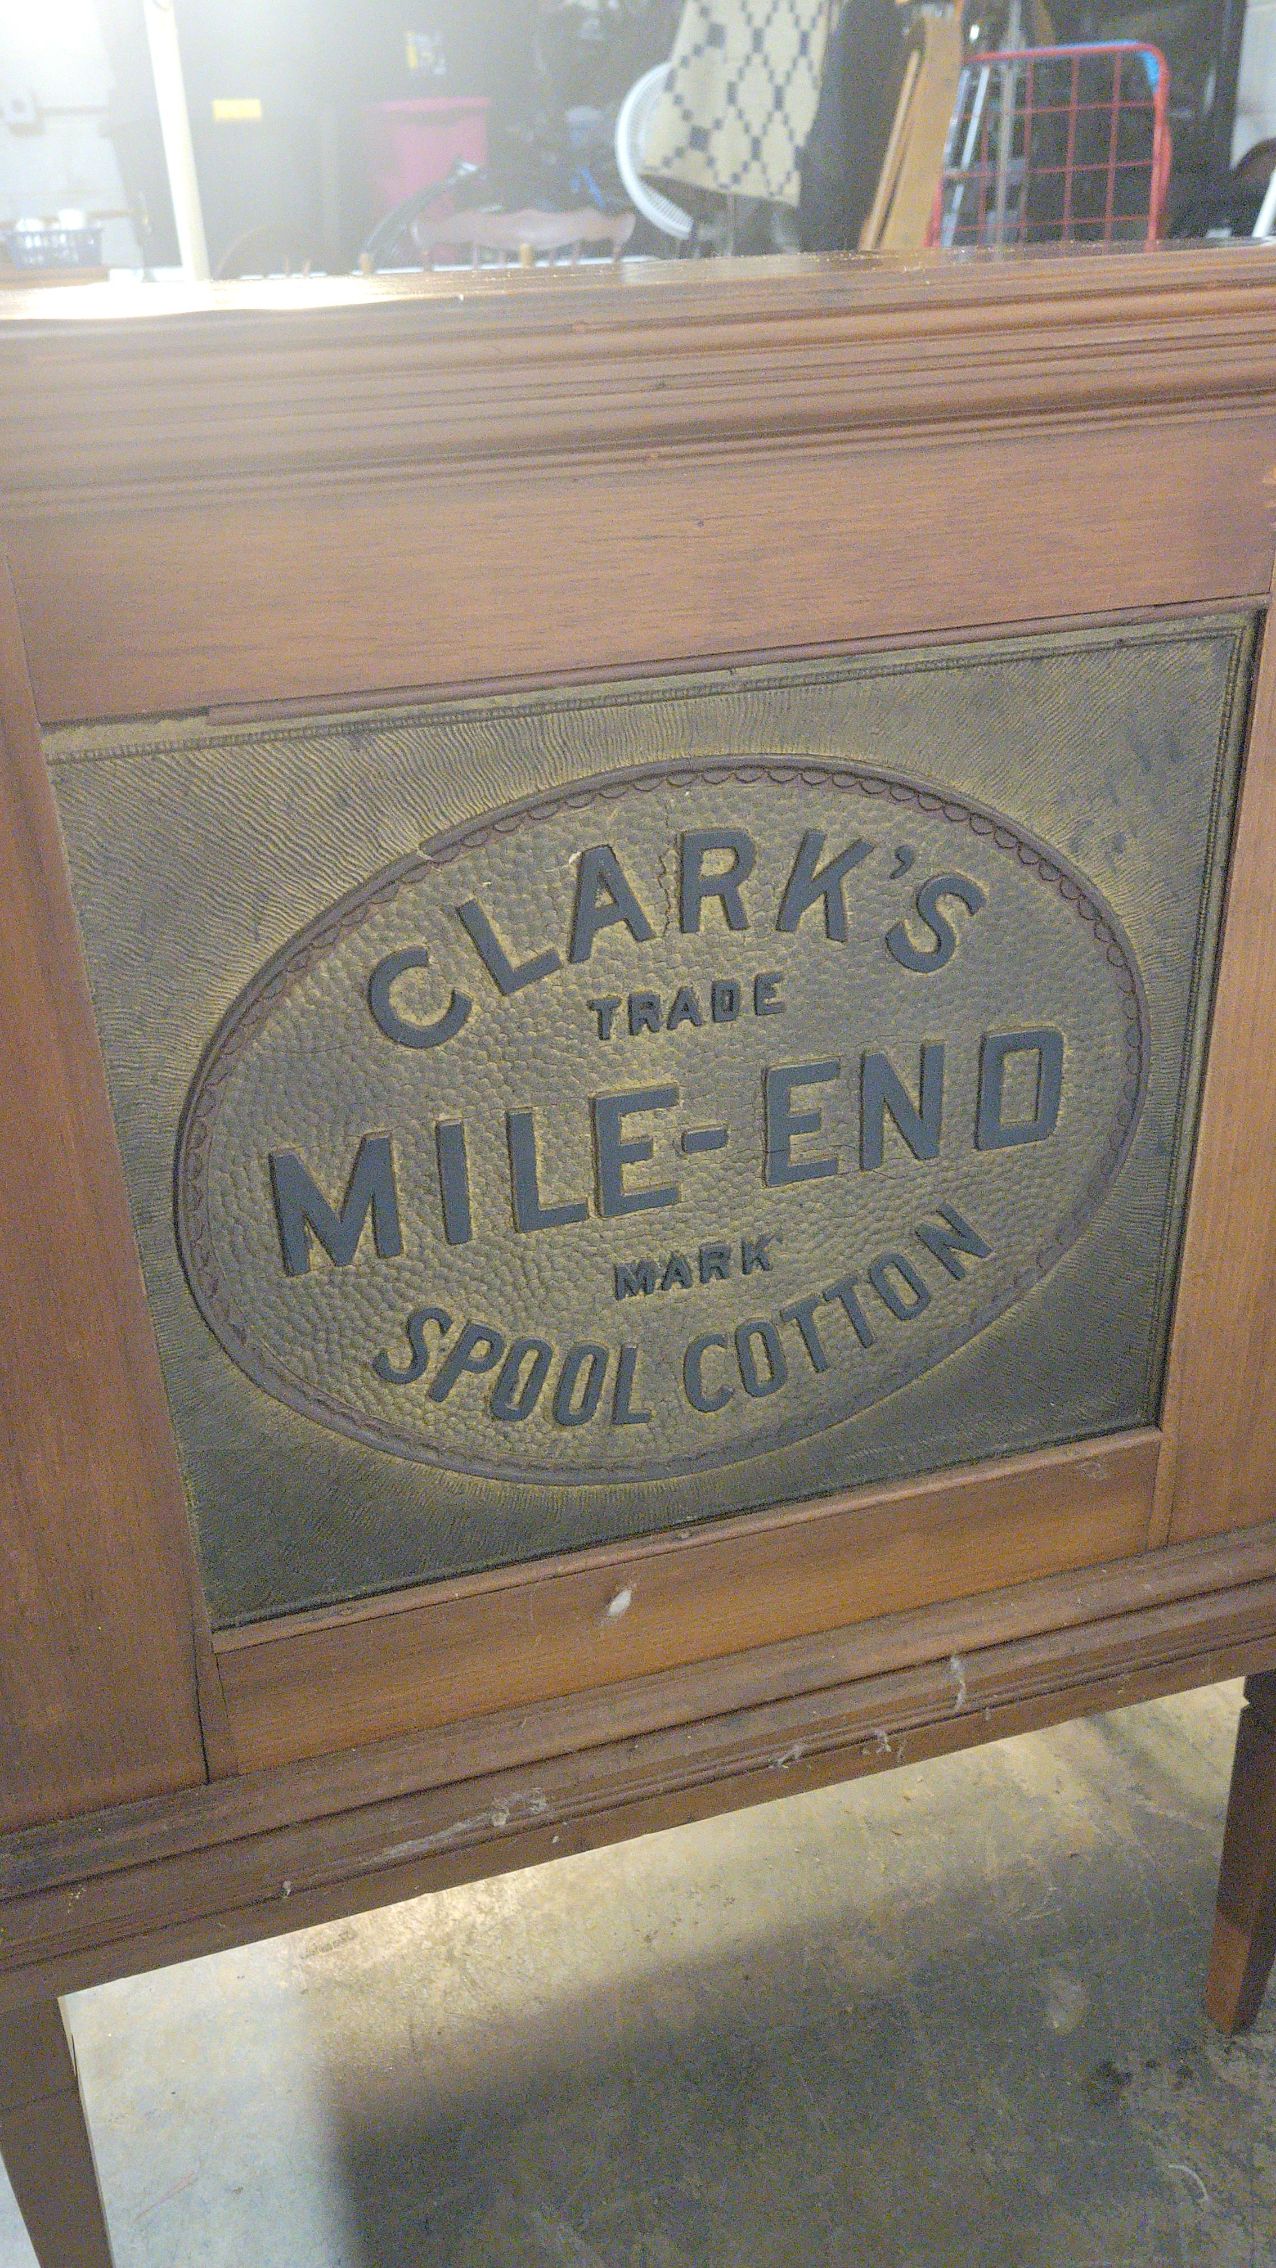 CLARK'S
TRADE
MILE-END
MARK
SPOOL COTTON